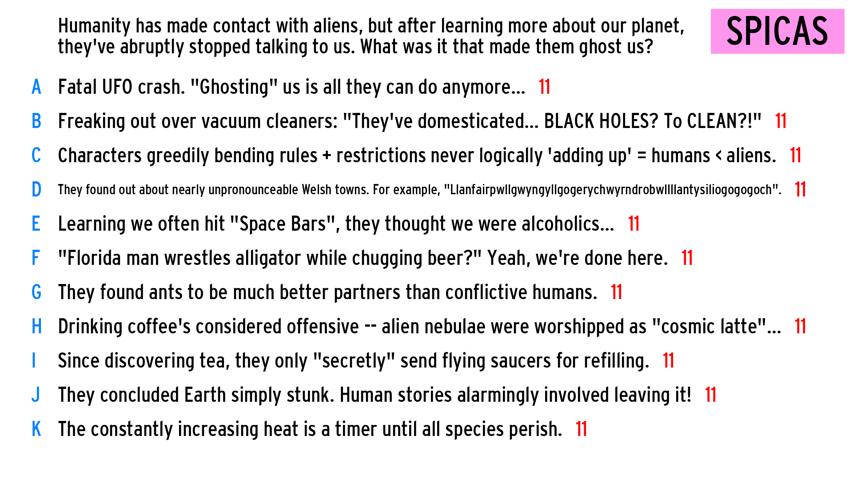 Humanity has made contact with aliens, but after learning more about our planet,
they've abruptly stopped talking to us. What was it that made them ghost us?
SPICAS
A Fatal UFO crash. "Ghosting" us is all they can do anymore... 11
B Freaking out over vacuum cleaners: "They've domesticated... BLACK HOLES? To CLEAN?!" 11
C Characters greedily bending rules + restrictions never logically 'adding up' = humans < aliens. 11
D They found out about nearly unpronounceable Welsh towns. For example, "Llanfairpwllgwyngyllgogerychwyrndrobwllllantysiliogogogoch". 11
E Learning we often hit "Space Bars", they thought we were alcoholics... 11
F "Florida man wrestles alligator while chugging beer?" Yeah, we're done here. 11
G They found ants to be much better partners than conflictive humans. 11
H Drinking coffee's considered offensive -- alien nebulae were worshipped as "cosmic latte"... 11
I Since discovering tea, they only "secretly" send flying saucers for refilling. 11
J They concluded Earth simply stunk. Human stories alarmingly involved leaving it! 11
K The constantly increasing heat is a timer until all species perish. 11